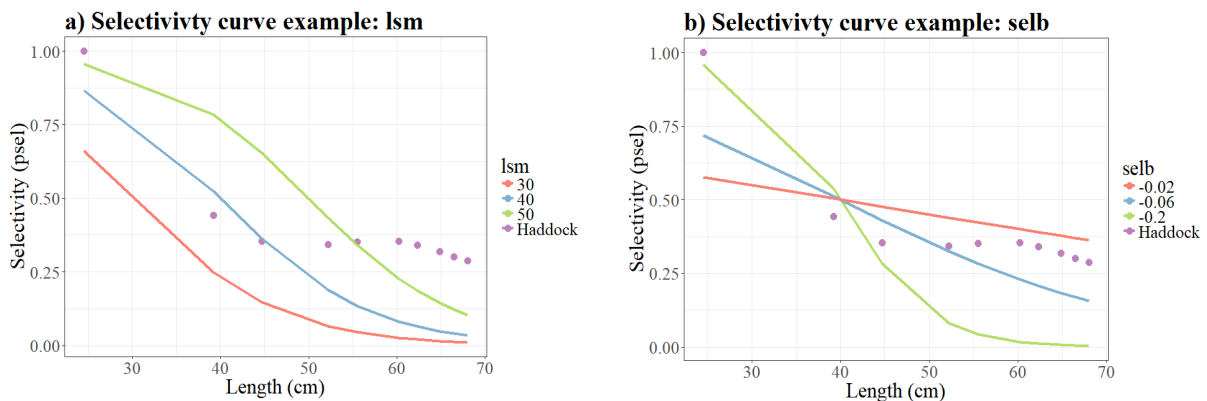 a) Selectivivty curve example: lsm
1.00
0.75
0.50
0.25
0.00
Selectivity (psel)
30
40
50
60
70
Length (cm)
lsm
30
40
50
Haddock
b) Selectivivty curve example: selb
1.00
0.75
0.50
0.25
0.00
Selectivity (psel)
30
40
50
60
70
Length (cm)
selb
-0.02
-0.06
-0.2
Haddock